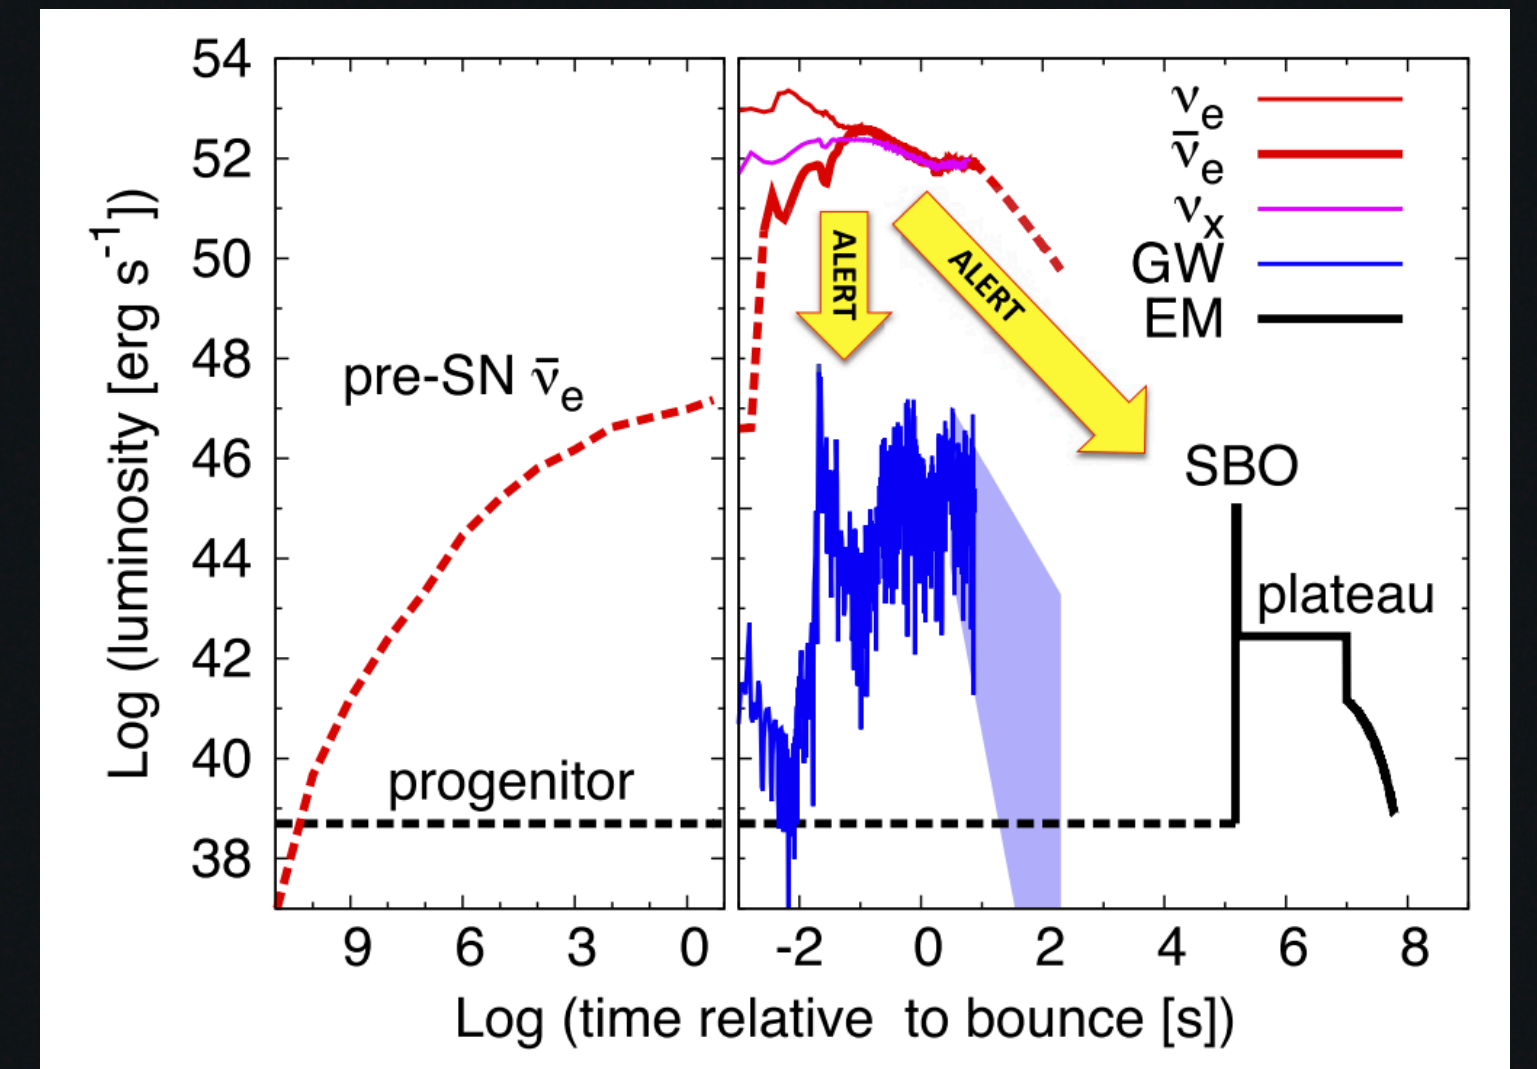 54
52
50
48
46
44
42
40
38
Log (luminosity [erg s⁻¹])
pre-SN ν̄e
progenitor
ALERT
ALERT
νe
ν̄e
νx
GW
EM
SBO
plateau
9 6 3 0 -2 0 2 4 6 8
Log (time relative to bounce [s])